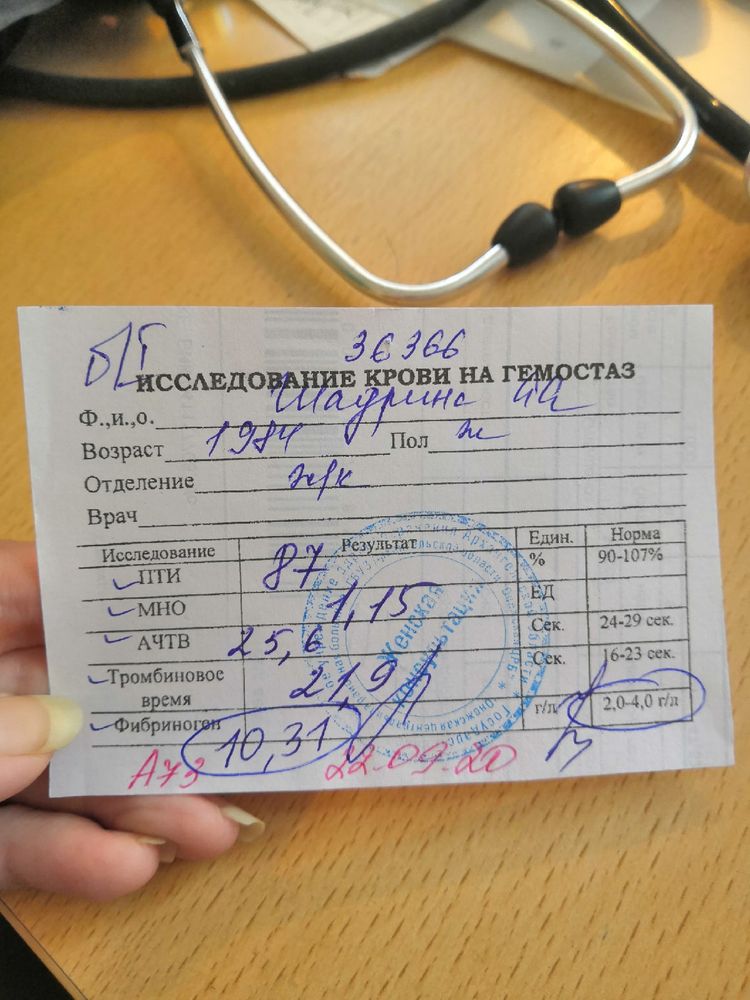 36366
ИССЛЕДОВАНИЕ КРОВИ НА ГЕМОСТАЗ
Ф.,и.,о. Шадрина
Возраст 1984 Пол ж
Отделение ж/к
Врач
Исследование Результат Един. Норма
ПТИ 87 % 90-107%
МНО 1,15 ЕД
АЧТВ 25,6 Сек. 24-29 сек.
Тромбиновое время 21,9 Сек. 16-23 сек.
Фибриноген 10,31 г/л 2,0-4,0 г/л
А73 22-09-20
Женская
консультация